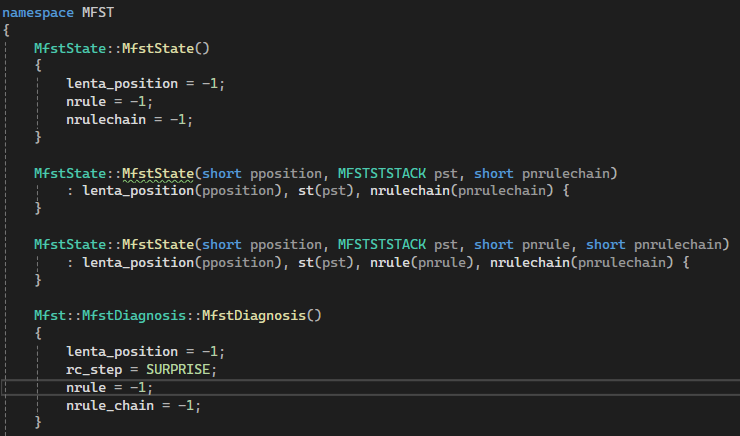 namespace MFST
{
MfstState::MfstState()
{
lenta_position = -1;
nrule = -1;
nrulechain = -1;
}
MfstState::MfstState(short pposition, MFSTSTSTACK pst, short pnrulechain)
: lenta_position(pposition), st(pst), nrulechain(pnrulechain) {
}
MfstState::MfstState(short pposition, MFSTSTSTACK pst, short pnrule, short pnrulechain)
: lenta_position(pposition), st(pst), nrule(pnrule), nrulechain(pnrulechain) {
}
Mfst::MfstDiagnosis::MfstDiagnosis()
{
lenta_position = -1;
rc_step = SURPRISE;
nrule = -1;
nrule_chain = -1;
}